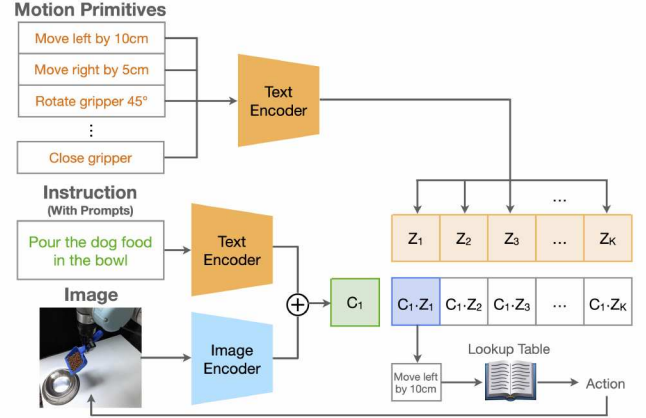 Motion Primitives
Move left by 10cm
Move right by 5cm
Rotate gripper 45°
⋮
Close gripper
Text
Encoder
Instruction
(With Prompts)
Pour the dog food
in the bowl
Text
Encoder
Image
Image
Encoder
C₁
...
Z₁ Z₂ Z₃ ... Z_K
C₁·Z₁ C₁·Z₂ C₁·Z₃ ... C₁·Z_K
Move left
by 10cm
Lookup Table
Action